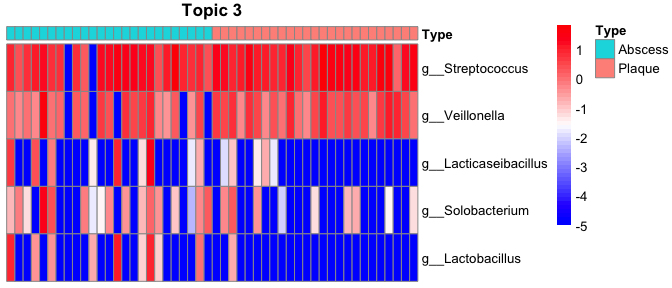 Topic 3
Type
g__Streptococcus
g__Veillonella
g__Lacticaseibacillus
g__Solobacterium
g__Lactobacillus
1
0
-1
-2
-3
-4
-5
Type
Abscess
Plaque